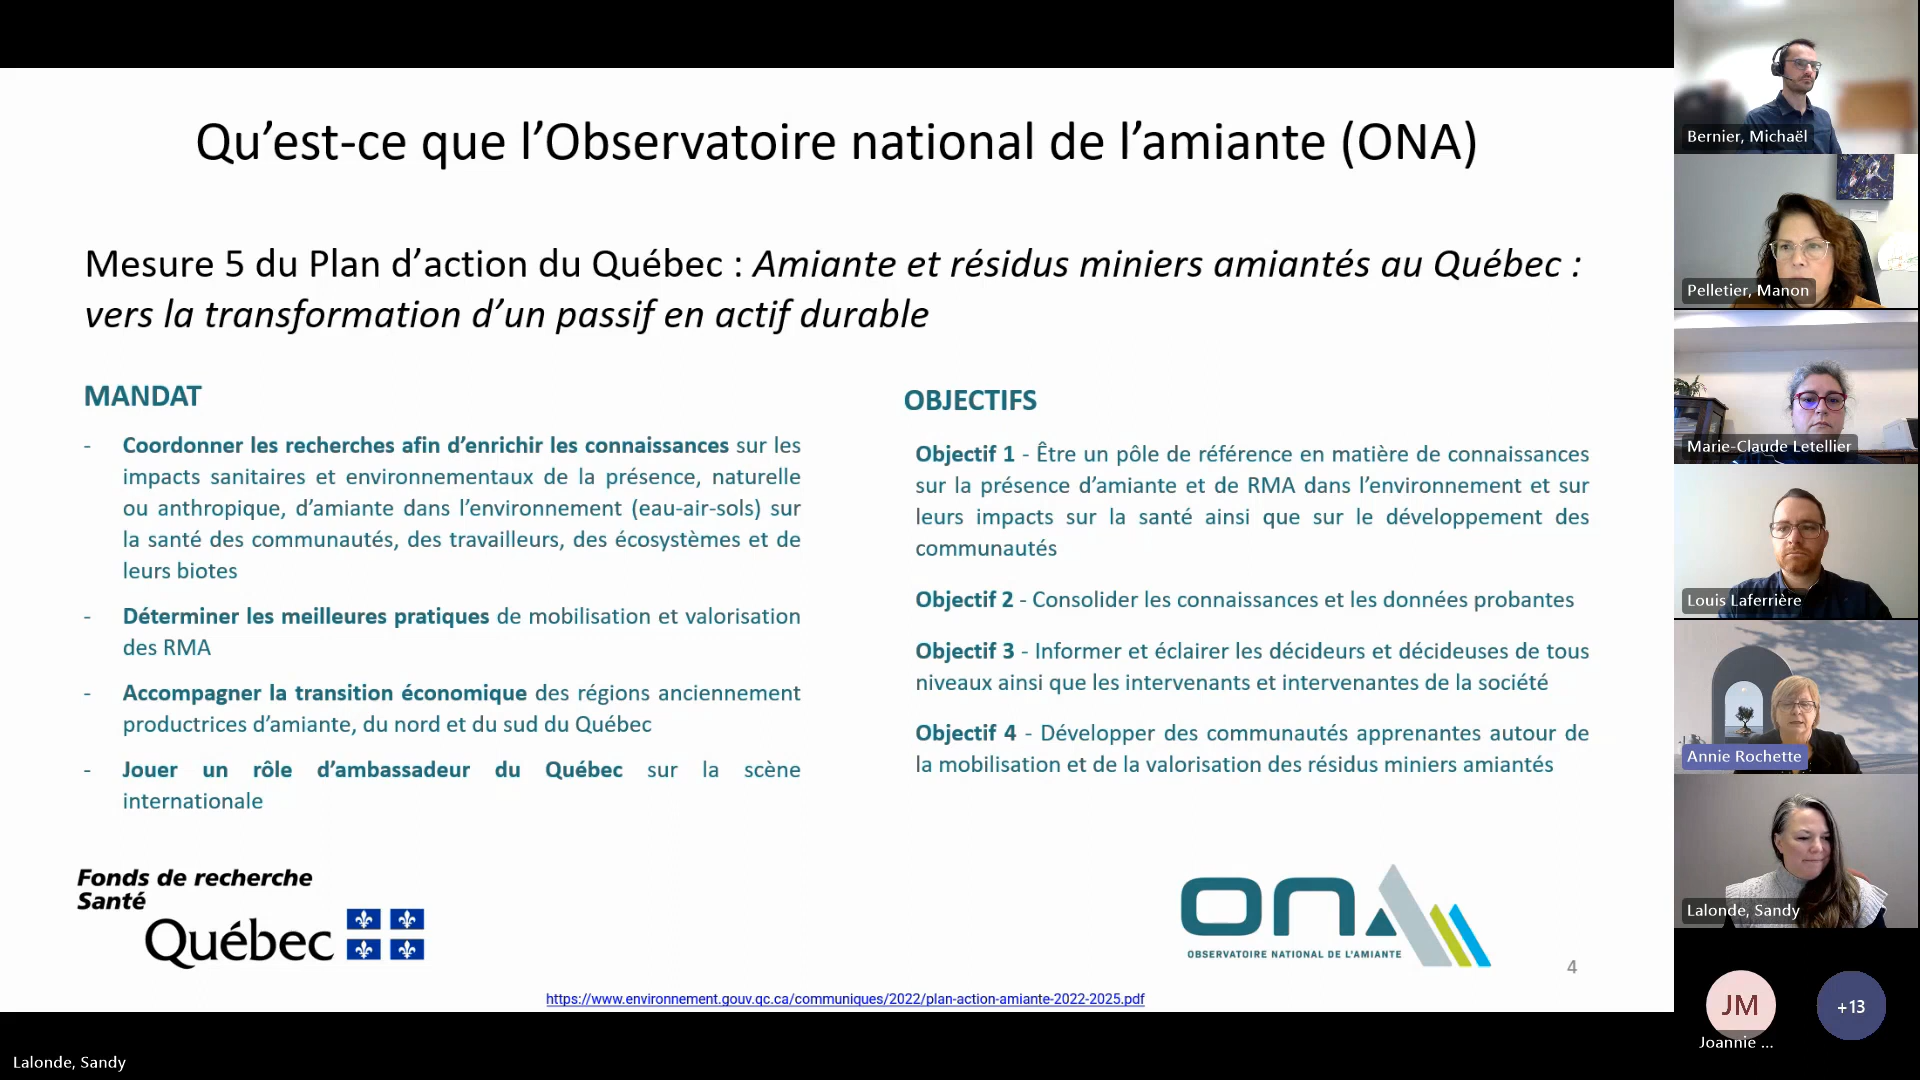 Qu'est-ce que l'Observatoire national de l'amiante (ONA)
Mesure 5 du Plan d'action du Québec : Amiante et résidus miniers amiantés au Québec :
vers la transformation d'un passif en actif durable
MANDAT
- Coordonner les recherches afin d'enrichir les connaissances sur les
impacts sanitaires et environnementaux de la présence, naturelle
ou anthropique, d'amiante dans l'environnement (eau-air-sols) sur
la santé des communautés, des travailleurs, des écosystèmes et de
leurs biotes
- Déterminer les meilleures pratiques de mobilisation et valorisation
des RMA
- Accompagner la transition économique des régions anciennement
productrices d'amiante, du nord et du sud du Québec
- Jouer un rôle d'ambassadeur du Québec sur la scène
internationale
OBJECTIFS
Objectif 1 - Être un pôle de référence en matière de connaissances
sur la présence d'amiante et de RMA dans l'environnement et sur
leurs impacts sur la santé ainsi que sur le développement des
communautés
Objectif 2 - Consolider les connaissances et les données probantes
Objectif 3 - Informer et éclairer les décideurs et décideuses de tous
niveaux ainsi que les intervenants et intervenantes de la société
Objectif 4 - Développer des communautés apprenantes autour de
la mobilisation et de la valorisation des résidus miniers amiantés
Fonds de recherche
Santé
Québec
ONA
OBSERVATOIRE NATIONAL DE L'AMIANTE
4
https://www.environnement.gouv.qc.ca/communiques/2022/plan-action-amiante-2022-2025.pdf
Lalonde, Sandy
Bernier, Michaël
Pelletier, Manon
Marie-Claude Letellier
Louis Laferrière
Annie Rochette
Lalonde, Sandy
JM
Joannie ...
+13